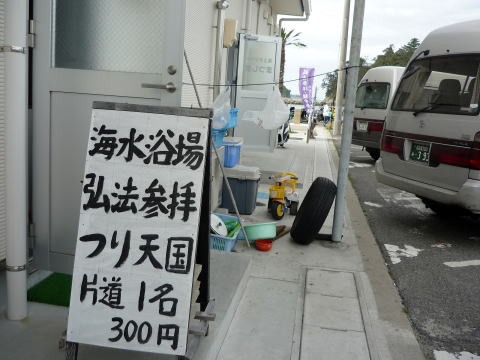 海水浴場
弘法参拝
つり天国
片道1名
300円